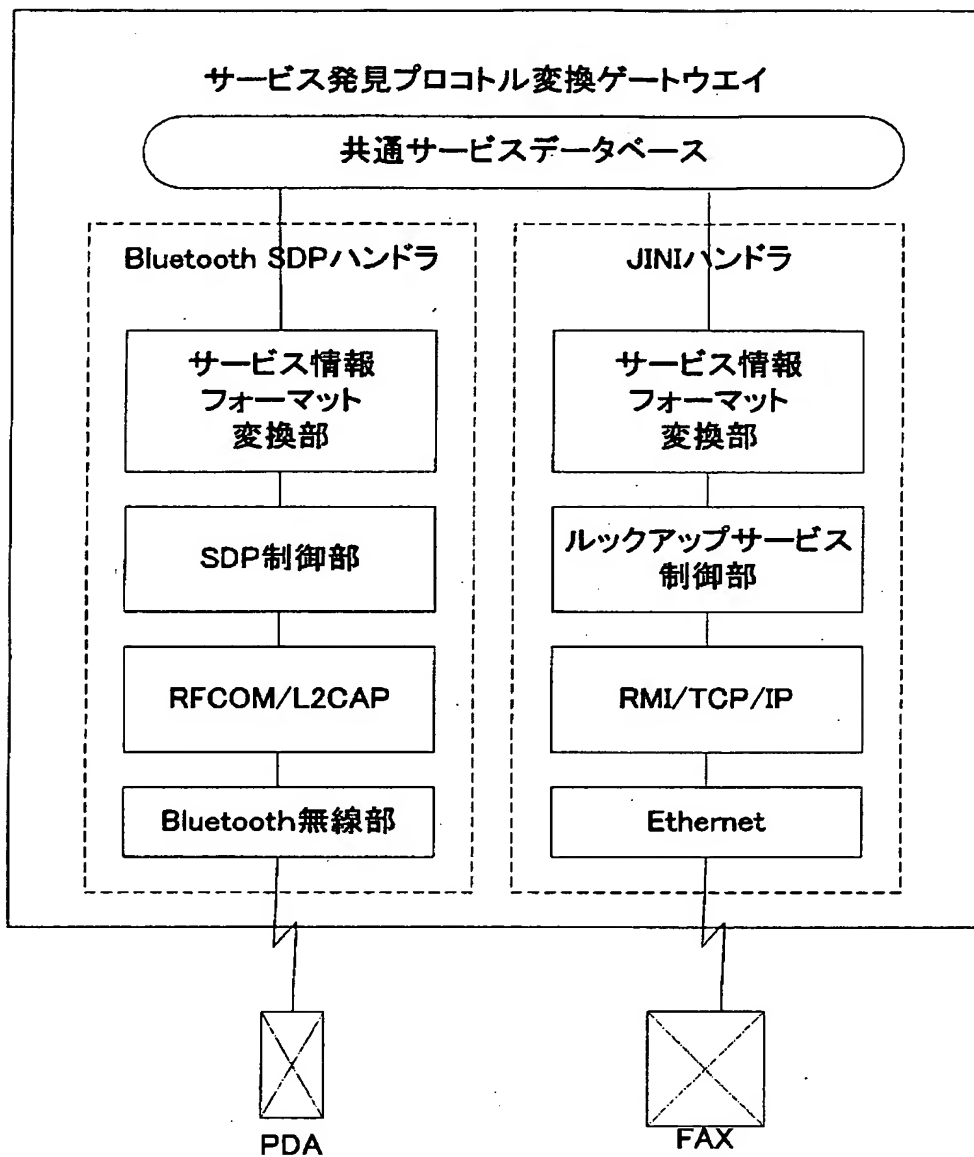 サービス発見プロコトル変換ゲートウエイ
共通サービスデータベース
Bluetooth SDPハンドラ
サービス情報
フォーマット
変換部
SDP制御部
RFCOM/L2CAP
Bluetooth無線部
JINIハンドラ
サービス情報
フォーマット
変換部
ルックアップサービス
制御部
RMI/TCP/IP
Ethernet
PDA
FAX